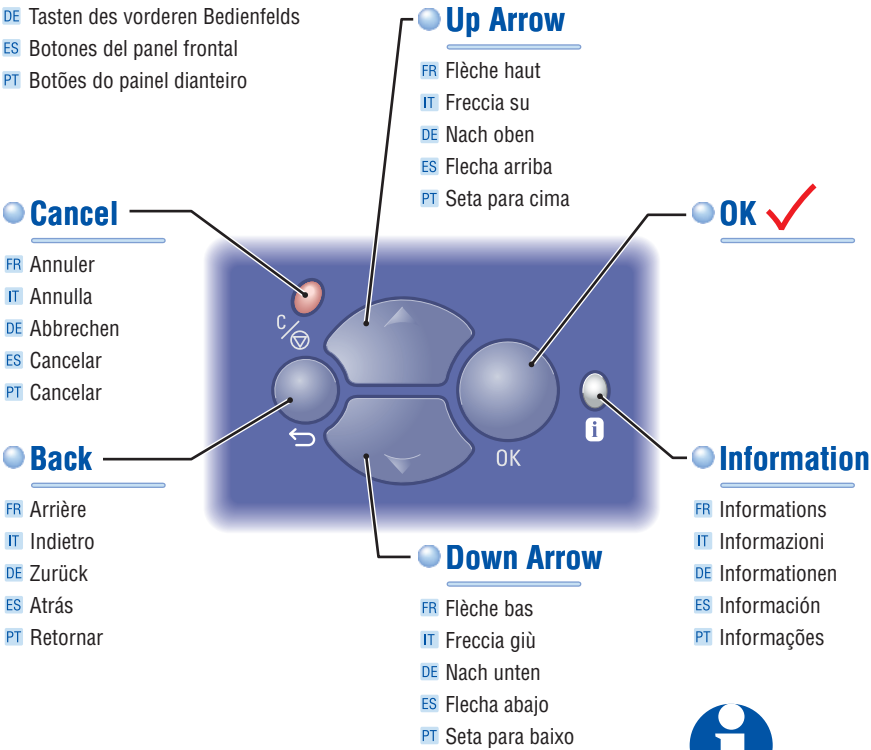 DE Tasten des vorderen Bedienfelds
ES Botones del panel frontal
PT Botões do painel dianteiro
Up Arrow
FR Flèche haut
IT Freccia su
DE Nach oben
ES Flecha arriba
PT Seta para cima
Cancel
FR Annuler
IT Annulla
DE Abbrechen
ES Cancelar
PT Cancelar
OK
C/
OK
i
Back
FR Arrière
IT Indietro
DE Zurück
ES Atrás
PT Retornar
Down Arrow
FR Flèche bas
IT Freccia giù
DE Nach unten
ES Flecha abajo
PT Seta para baixo
Information
FR Informations
IT Informazioni
DE Informationen
ES Información
PT Informações
i